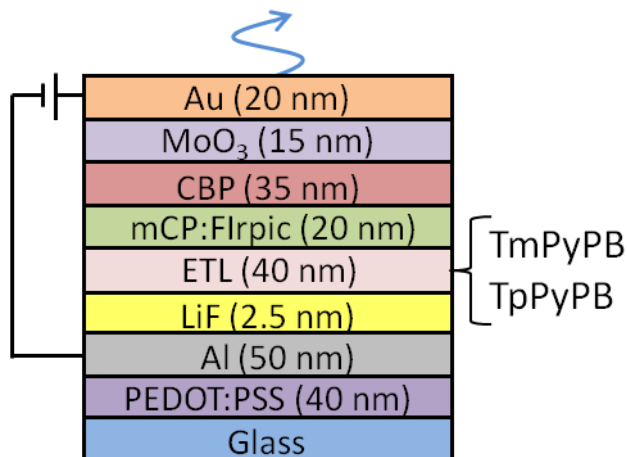 Au (20 nm)
MoO₃ (15 nm)
CBP (35 nm)
mCP:FIrpic (20 nm)
ETL (40 nm)
LiF (2.5 nm)
Al (50 nm)
PEDOT:PSS (40 nm)
Glass
TmPyPB
TpPyPB